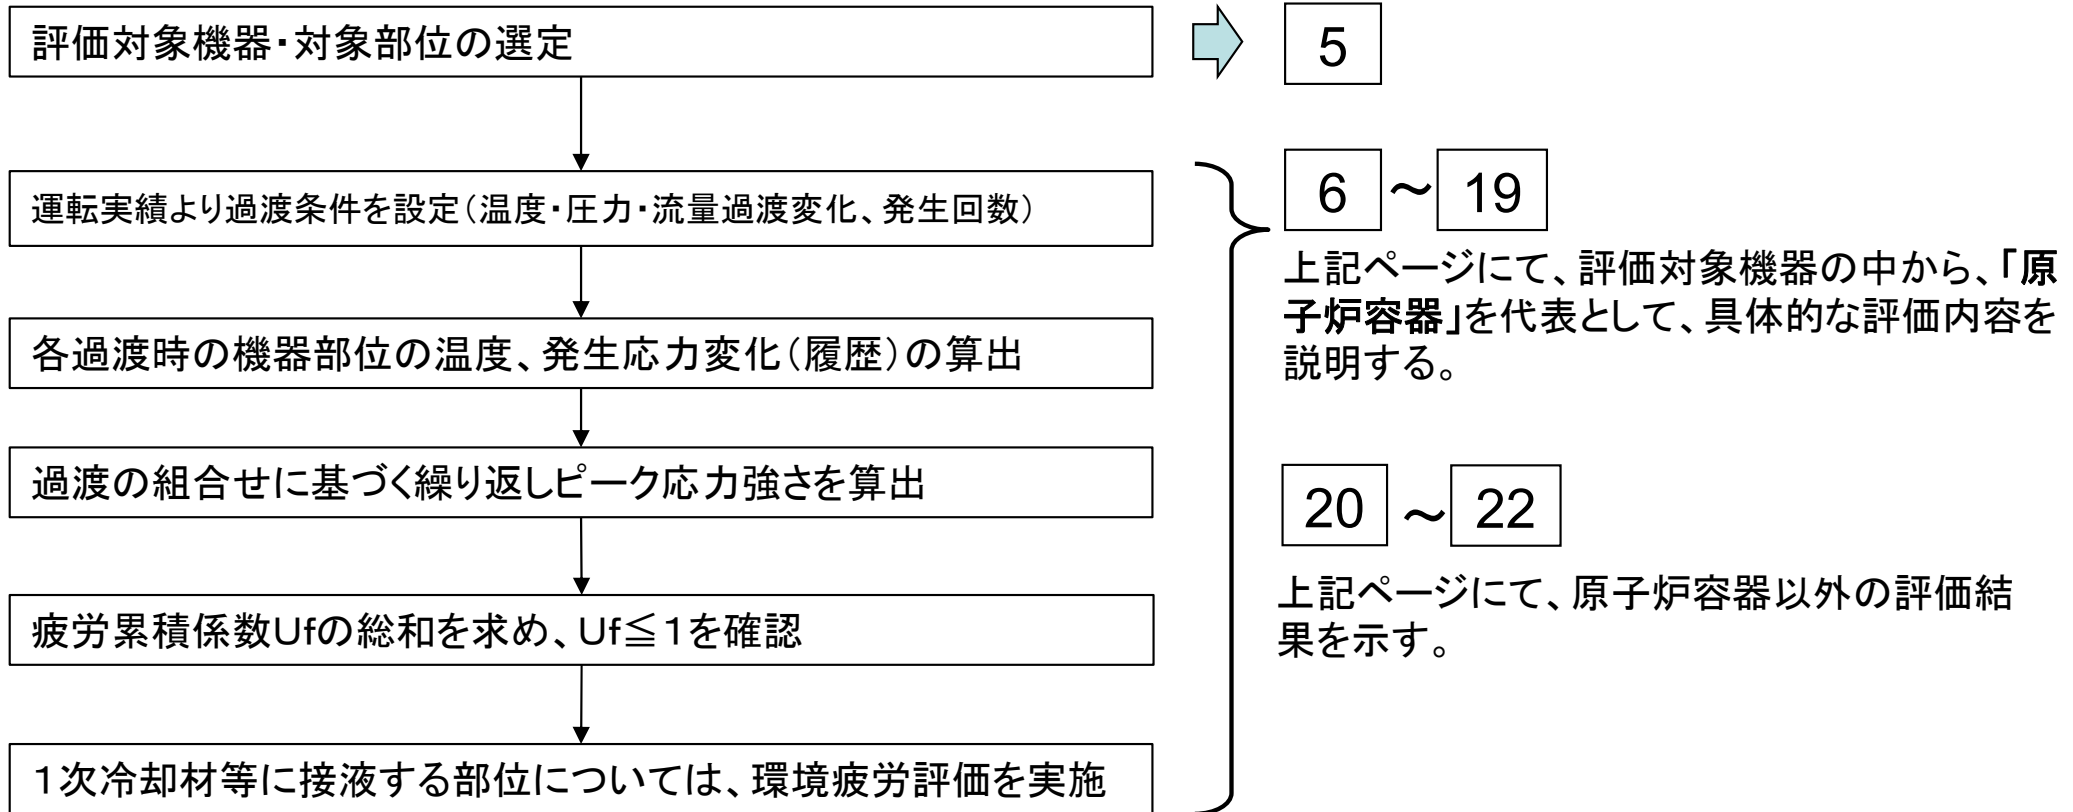 評価対象機器・対象部位の選定
5
運転実績より過渡条件を設定（温度・圧力・流量過渡変化、発生回数）
各過渡時の機器部位の温度、発生応力変化（履歴）の算出
過渡の組合せに基づく繰り返しピーク応力強さを算出
疲労累積係数Ufの総和を求め、Uf≦１を確認
１次冷却材等に接液する部位については、環境疲労評価を実施
6 ～ 19
上記ページにて、評価対象機器の中から、「原
子炉容器」を代表として、具体的な評価内容を
説明する。
20 ～ 22
上記ページにて、原子炉容器以外の評価結
果を示す。